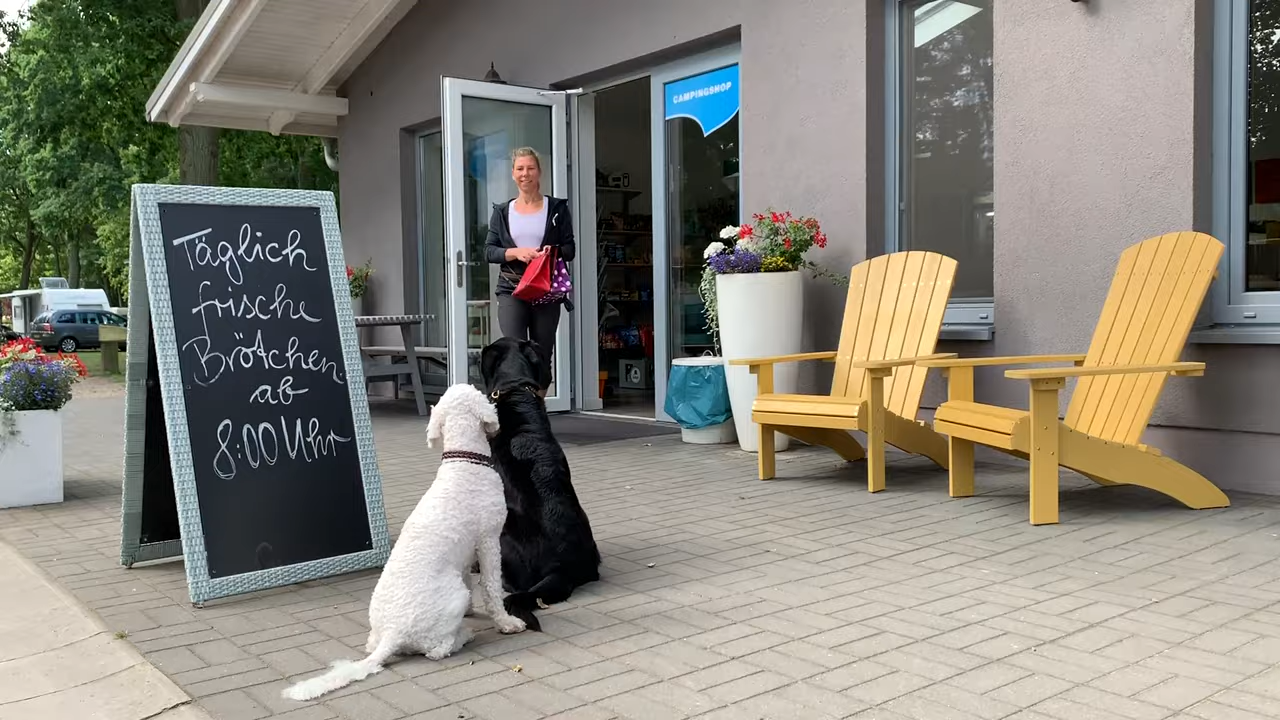 Täglich
frische
Brötchen
ab
8:00 Uhr
CAMPINGSHOP